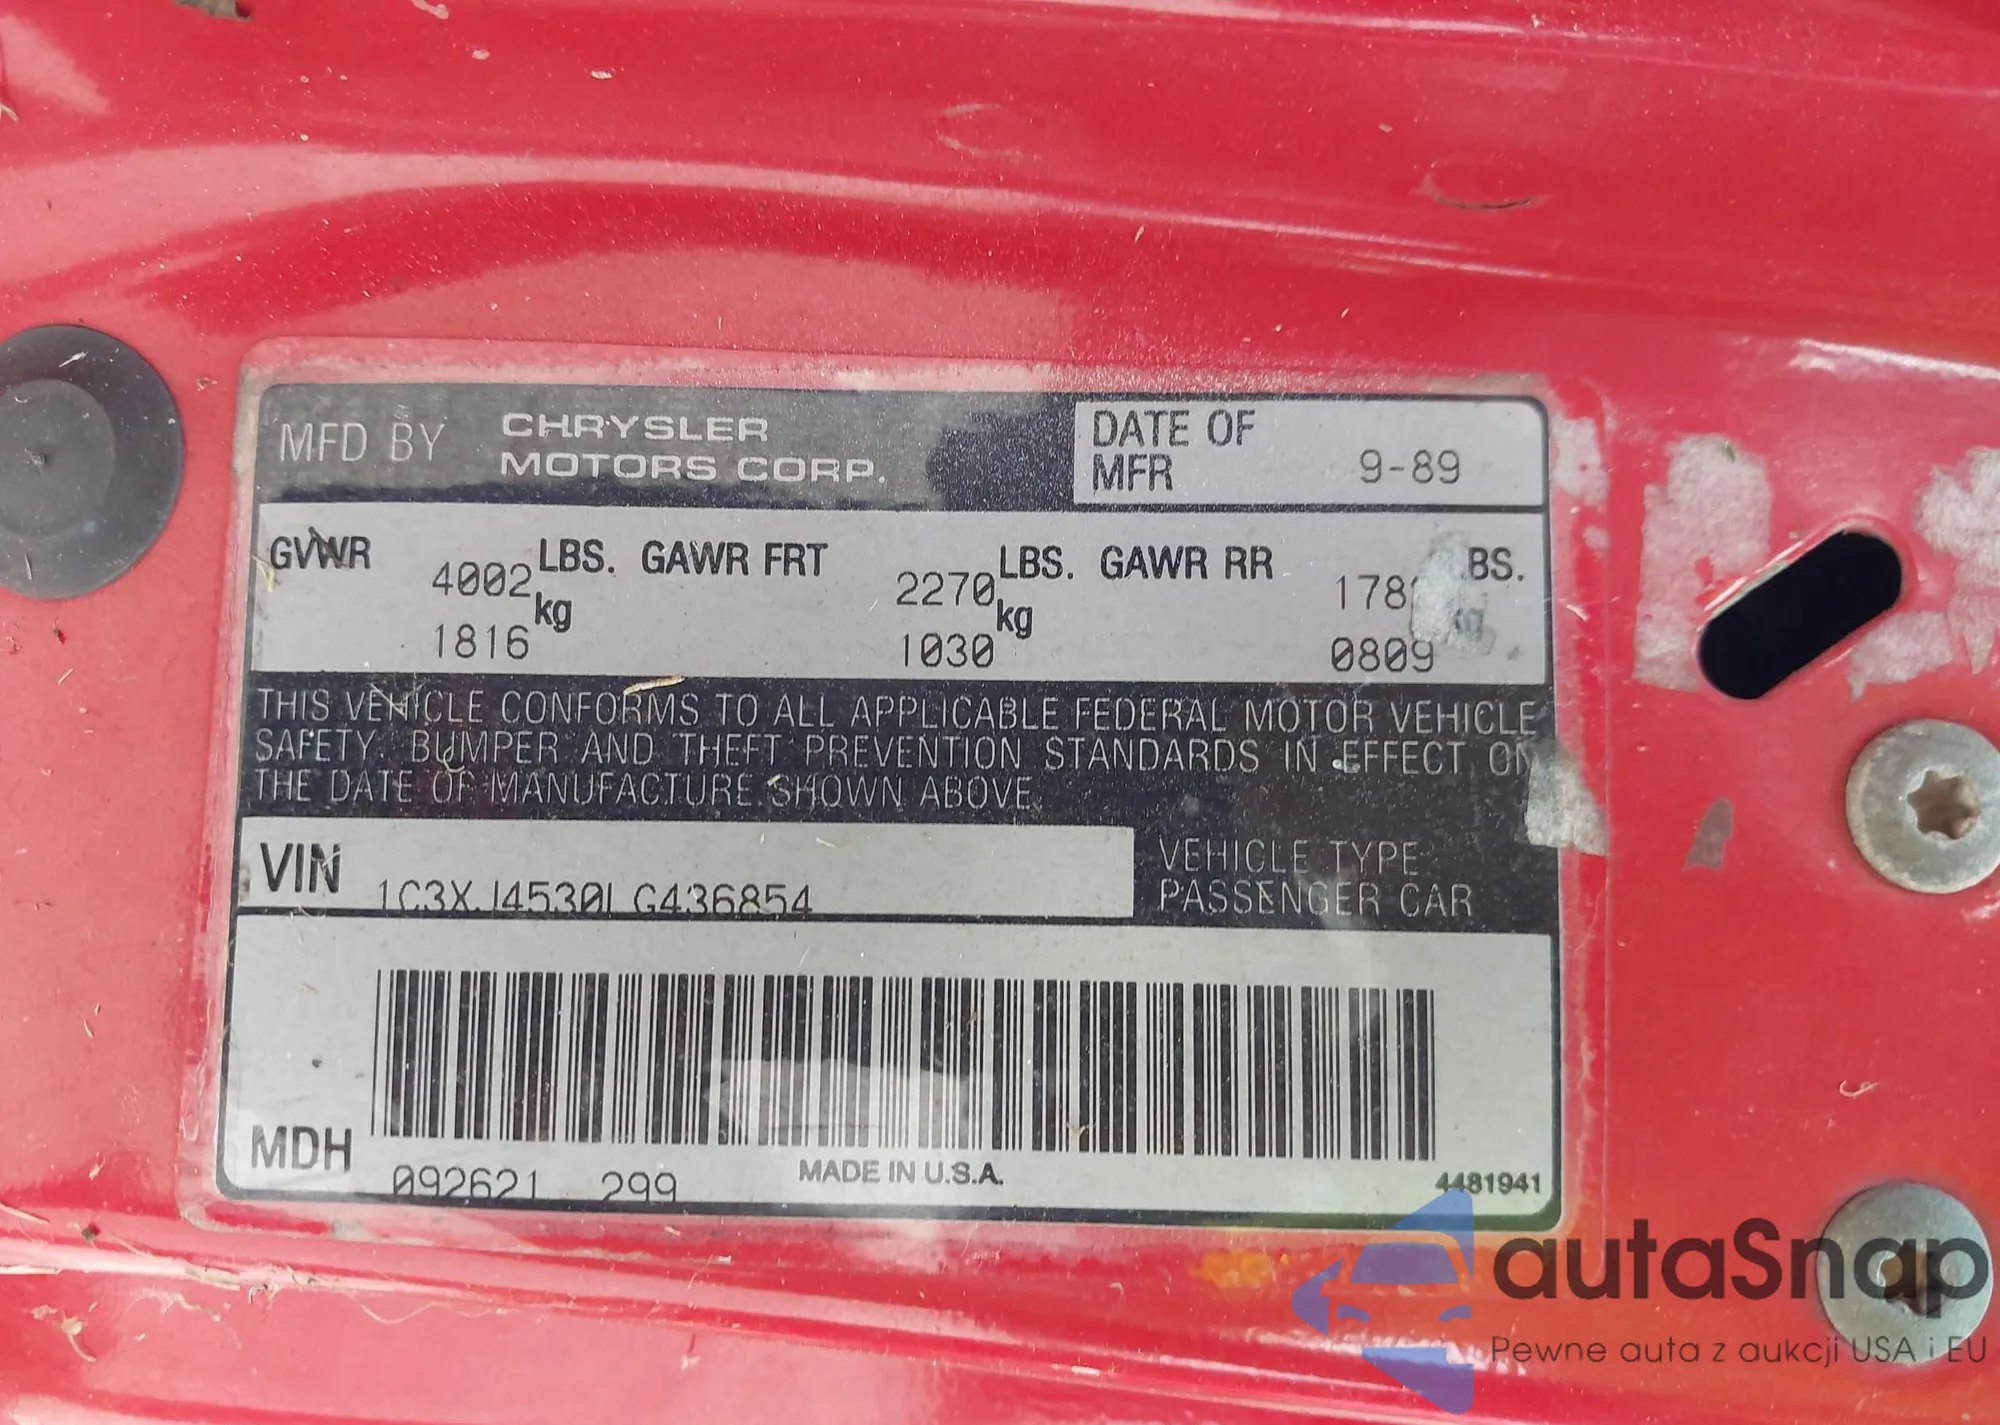 MFD BY CHRYSLER MOTORS CORP.
DATE OF MFR 9-89
GVWR 4002 LBS. GAWR FRT 2270 LBS. GAWR RR
1816 kg 1030 kg 0809
THIS VEHICLE CONFORMS TO ALL APPLICABLE FEDERAL MOTOR VEHICLE
SAFETY, BUMPER AND THEFT PREVENTION STANDARDS IN EFFECT ON
THE DATE OF MANUFACTURE SHOWN ABOVE.
VIN 1C3XJ4530LG436854
VEHICLE TYPE
PASSENGER CAR
MDH 092621 299
MADE IN U.S.A.
4481941
autaSnap
Pewne auta z aukcji USA i EU